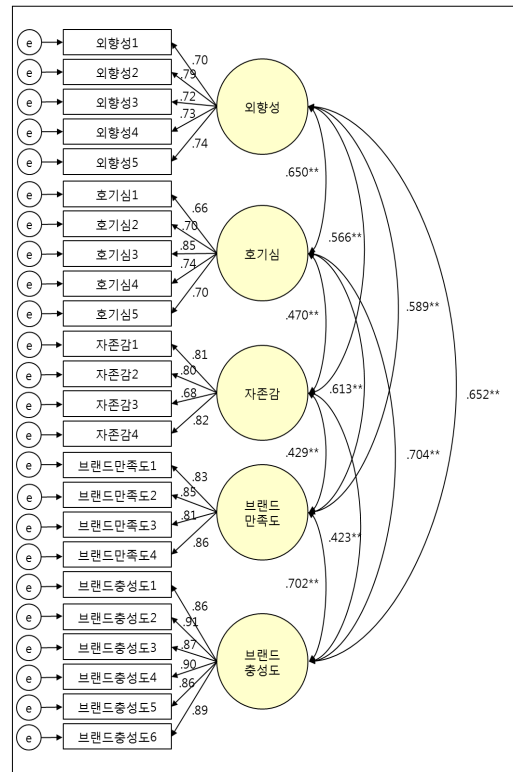 e 외향성1 .70
e 외향성2 .79
e 외향성3 .72
e 외향성4 .73
e 외향성5 .74
외향성
.650**
e 호기심1 .66
e 호기심2 .70
e 호기심3 .85
e 호기심4 .74
e 호기심5 .70
호기심
.566**
.589**
.470**
e 자존감1 .81
e 자존감2 .80
e 자존감3 .68
e 자존감4 .82
자존감
.613**
.652**
.429**
.704**
e 브랜드만족도1 .83
e 브랜드만족도2 .85
e 브랜드만족도3 .81
e 브랜드만족도4 .86
브랜드
만족도
.423**
.702**
e 브랜드충성도1 .86
e 브랜드충성도2 .91
e 브랜드충성도3 .87
e 브랜드충성도4 .90
e 브랜드충성도5 .86
e 브랜드충성도6 .89
브랜드
충성도